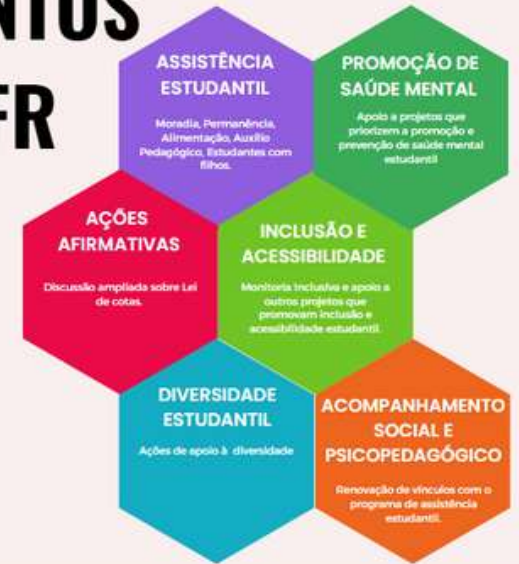 NTOS
FR
ASSISTÊNCIA
ESTUDANTIL
Moradia, Permanência,
Alimentação, Auxílio
Pedagógico, Estudantes com
filhos.
PROMOÇÃO DE
SAÚDE MENTAL
Apoio a projetos que
priorizem a promoção e
prevenção de saúde mental
estudantil
AÇÕES
AFIRMATIVAS
Discussão ampliada sobre Lei
de cotas.
INCLUSÃO E
ACESSIBILIDADE
Monitoria Inclusiva e apoio a
outros projetos que
promovam inclusão e
acessibilidade estudantil.
DIVERSIDADE
ESTUDANTIL
Ações de apoio à diversidade
ACOMPANHAMENTO
SOCIAL E
PSICOPEDAGÓGICO
Renovação de vínculos com o
programa de assistência
estudantil.